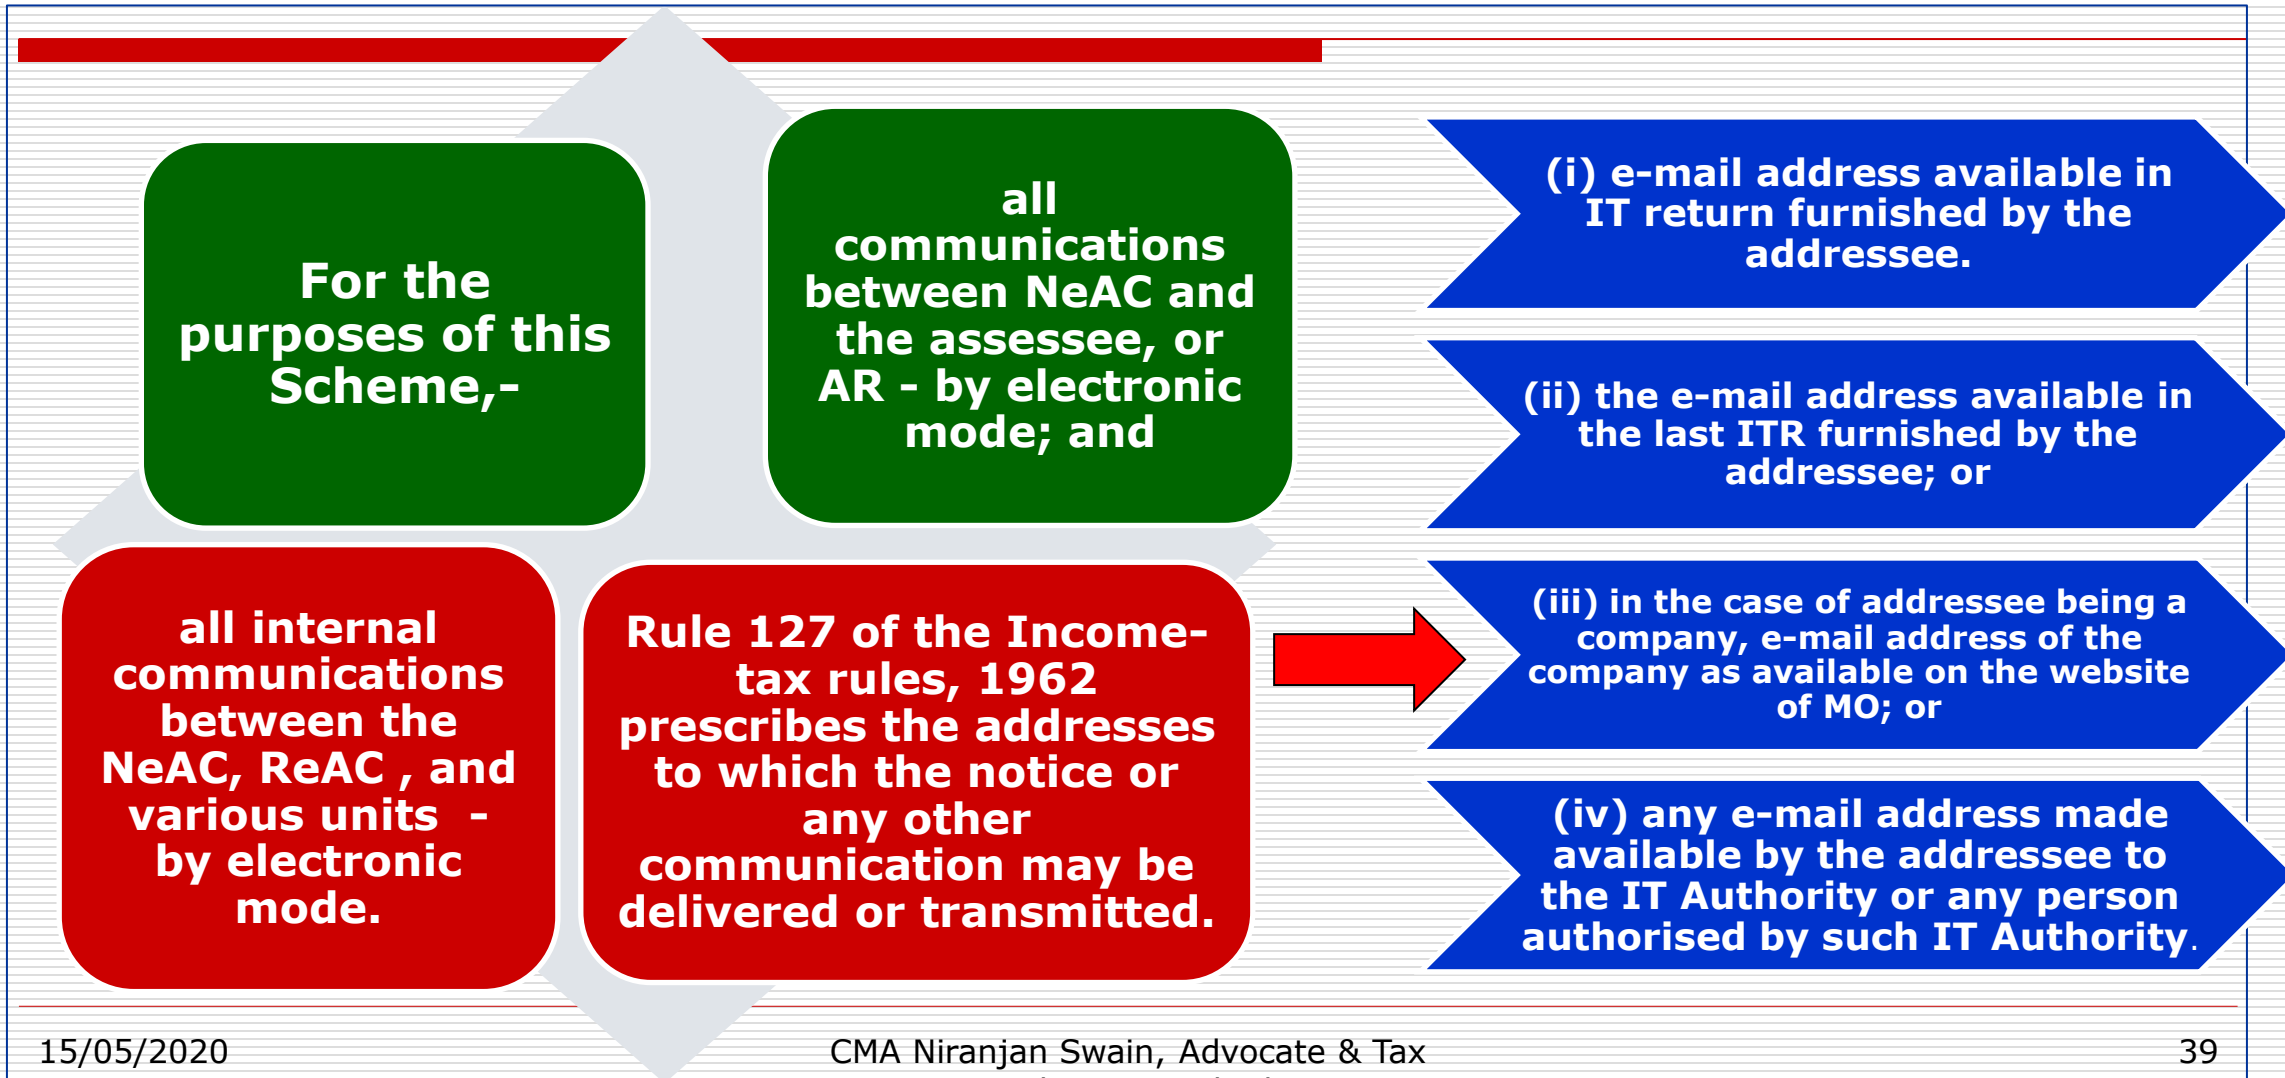 For the
purposes of this
Scheme,-
all
communications
between NeAC and
the assessee, or
AR – by electronic
mode; and
all internal
communications
between the
NeAC, ReAC , and
various units  -
by electronic
mode.
Rule 127 of the Income-
tax rules, 1962
prescribes the addresses
to which the notice or
any other
communication may be
delivered or transmitted.
(i) e-mail address available in
IT return furnished by the
addressee.
(ii) the e-mail address available in
the last ITR furnished by the
addressee; or
(iii) in the case of addressee being a
company, e-mail address of the
company as available on the website
of MO; or
(iv) any e-mail address made
available by the addressee to
the IT Authority or any person
authorised by such IT Authority.
15/05/2020
CMA Niranjan Swain, Advocate & Tax
39